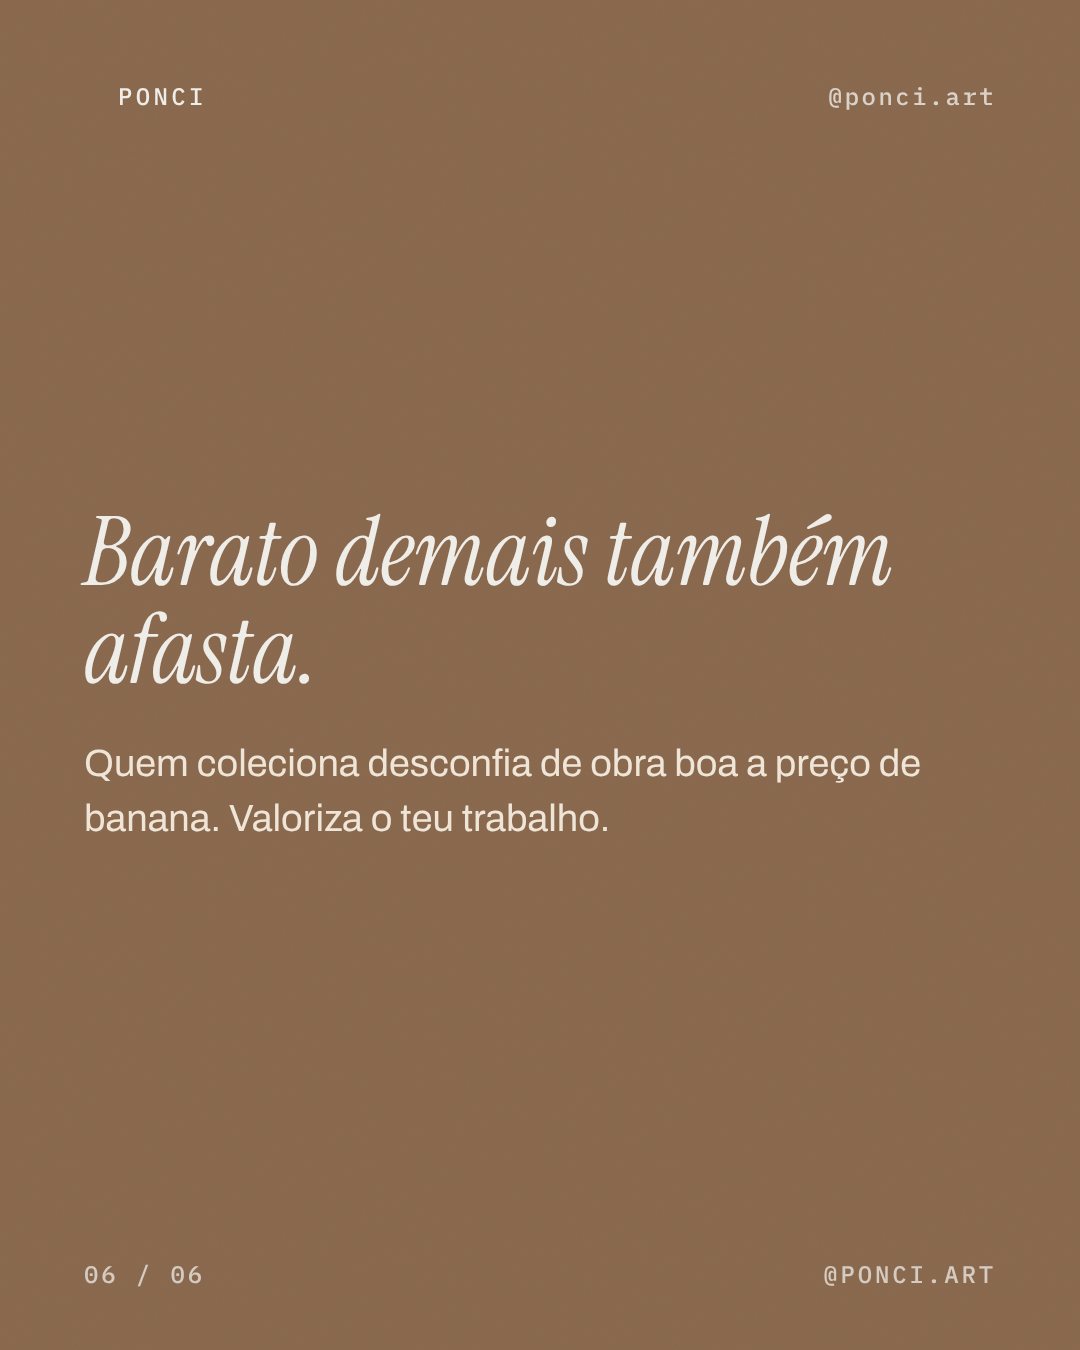 PONCI
@ponci.art
Barato demais também
afasta.
Quem coleciona desconfia de obra boa a preço de
banana. Valoriza o teu trabalho.
06 / 06
@PONCI.ART